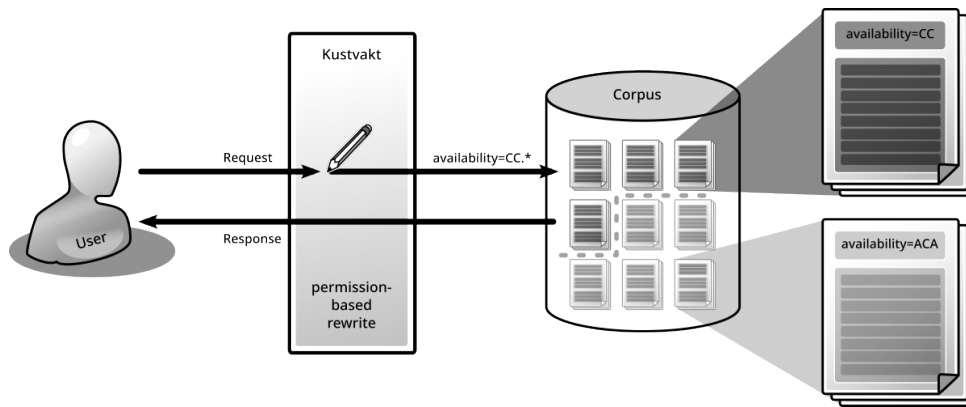 Kustvakt
availability=CC
Corpus
Request
availability=CC.*
Response
User
availability=ACA
permission-
based
rewrite